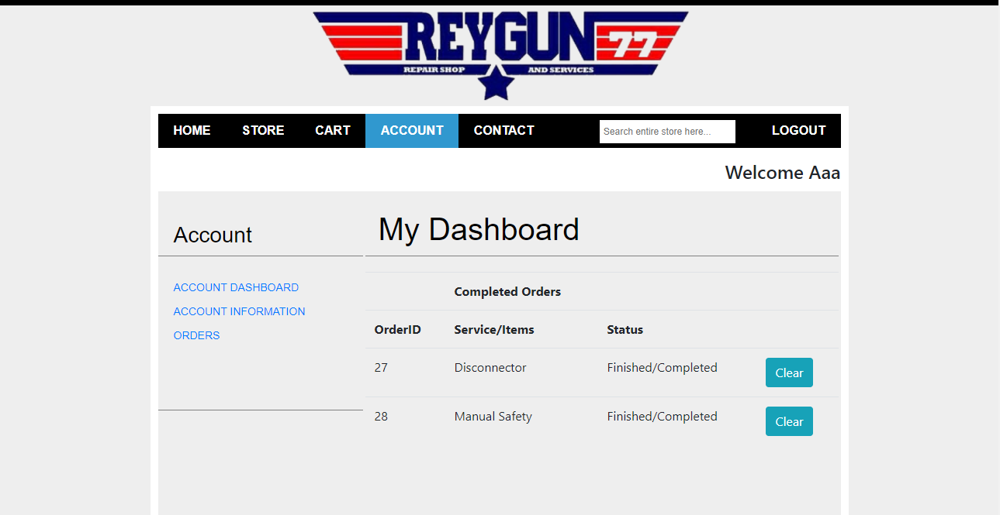 REYGUN 77
REPAIR SHOP AND SERVICES
HOME STORE CART ACCOUNT CONTACT Search entire store here... LOGOUT
Welcome Aaa
Account
My Dashboard
ACCOUNT DASHBOARD
ACCOUNT INFORMATION
ORDERS
Completed Orders
OrderID Service/Items Status
27 Disconnector Finished/Completed Clear
28 Manual Safety Finished/Completed Clear